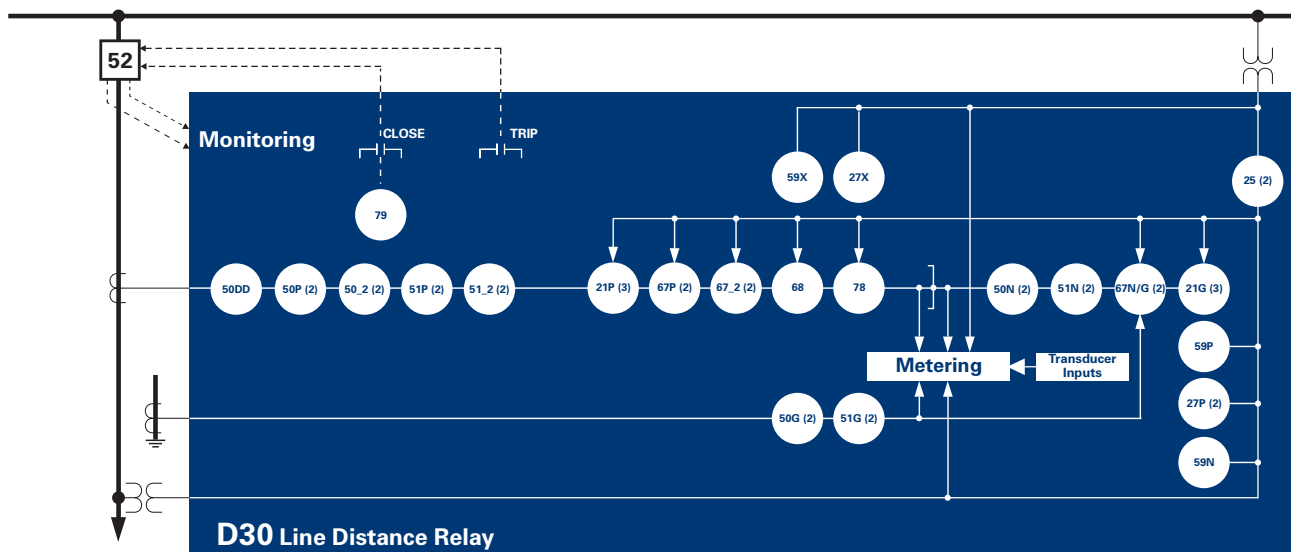 52
Monitoring
CLOSE
TRIP
59X
27X
25 (2)
79
50DD
50P (2)
50_2 (2)
51P (2)
51_2 (2)
21P (3)
67P (2)
67_2 (2)
68
78
50N (2)
51N (2)
67N/G (2)
21G (3)
59P
Metering
Transducer
Inputs
27P (2)
50G (2)
51G (2)
59N
D30 Line Distance Relay